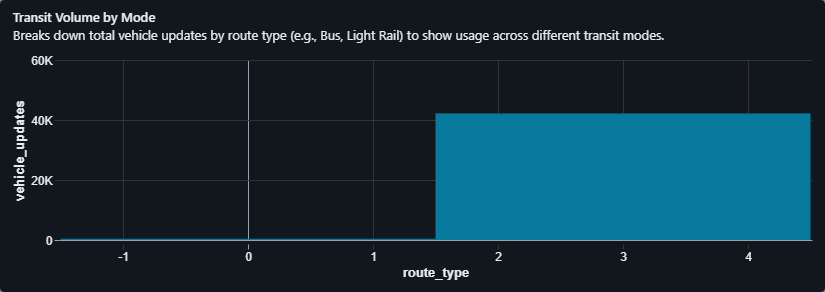 Transit Volume by Mode
Breaks down total vehicle updates by route type (e.g., Bus, Light Rail) to show usage across different transit modes.
60K
40K
20K
0
vehicle_updates
-1 0 1 2 3 4
route_type